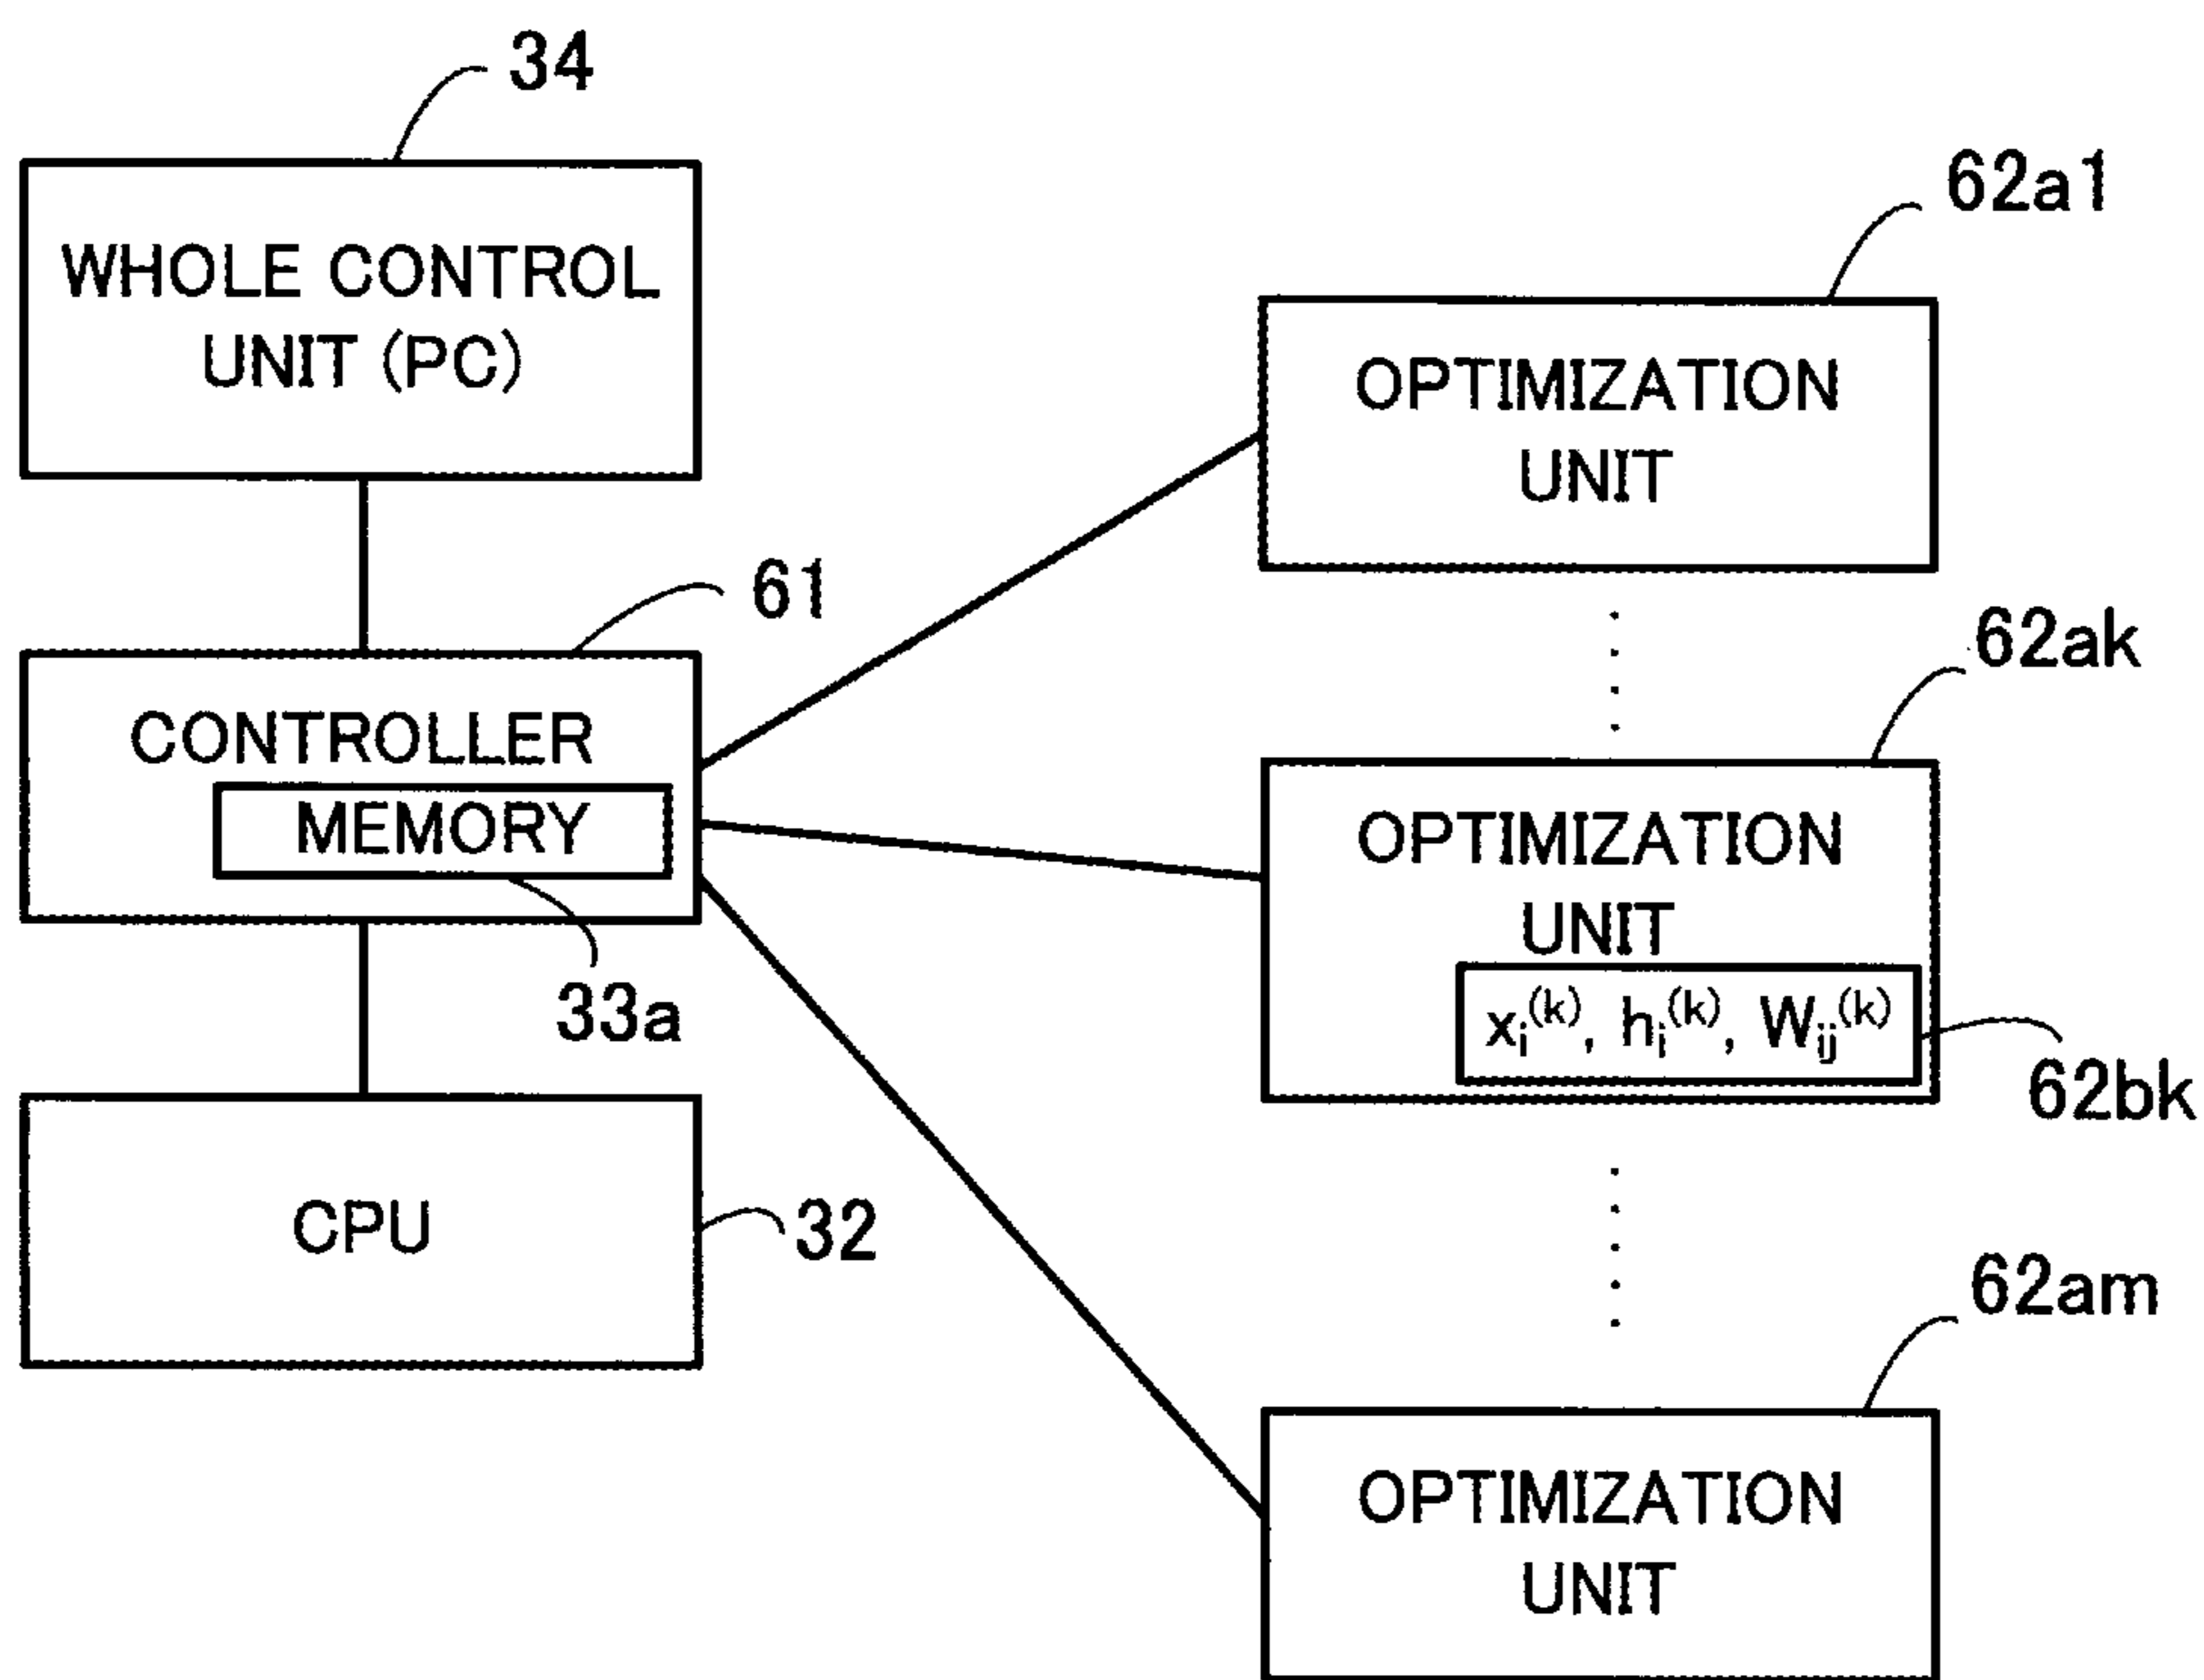 34
WHOLE CONTROL
UNIT (PC)
61
CONTROLLER
MEMORY
33a
CPU
32
62a1
OPTIMIZATION
UNIT
62ak
OPTIMIZATION
UNIT
xᵢ⁽ᵏ⁾, hᵢ⁽ᵏ⁾, Wᵢⱼ⁽ᵏ⁾
62bk
62am
OPTIMIZATION
UNIT